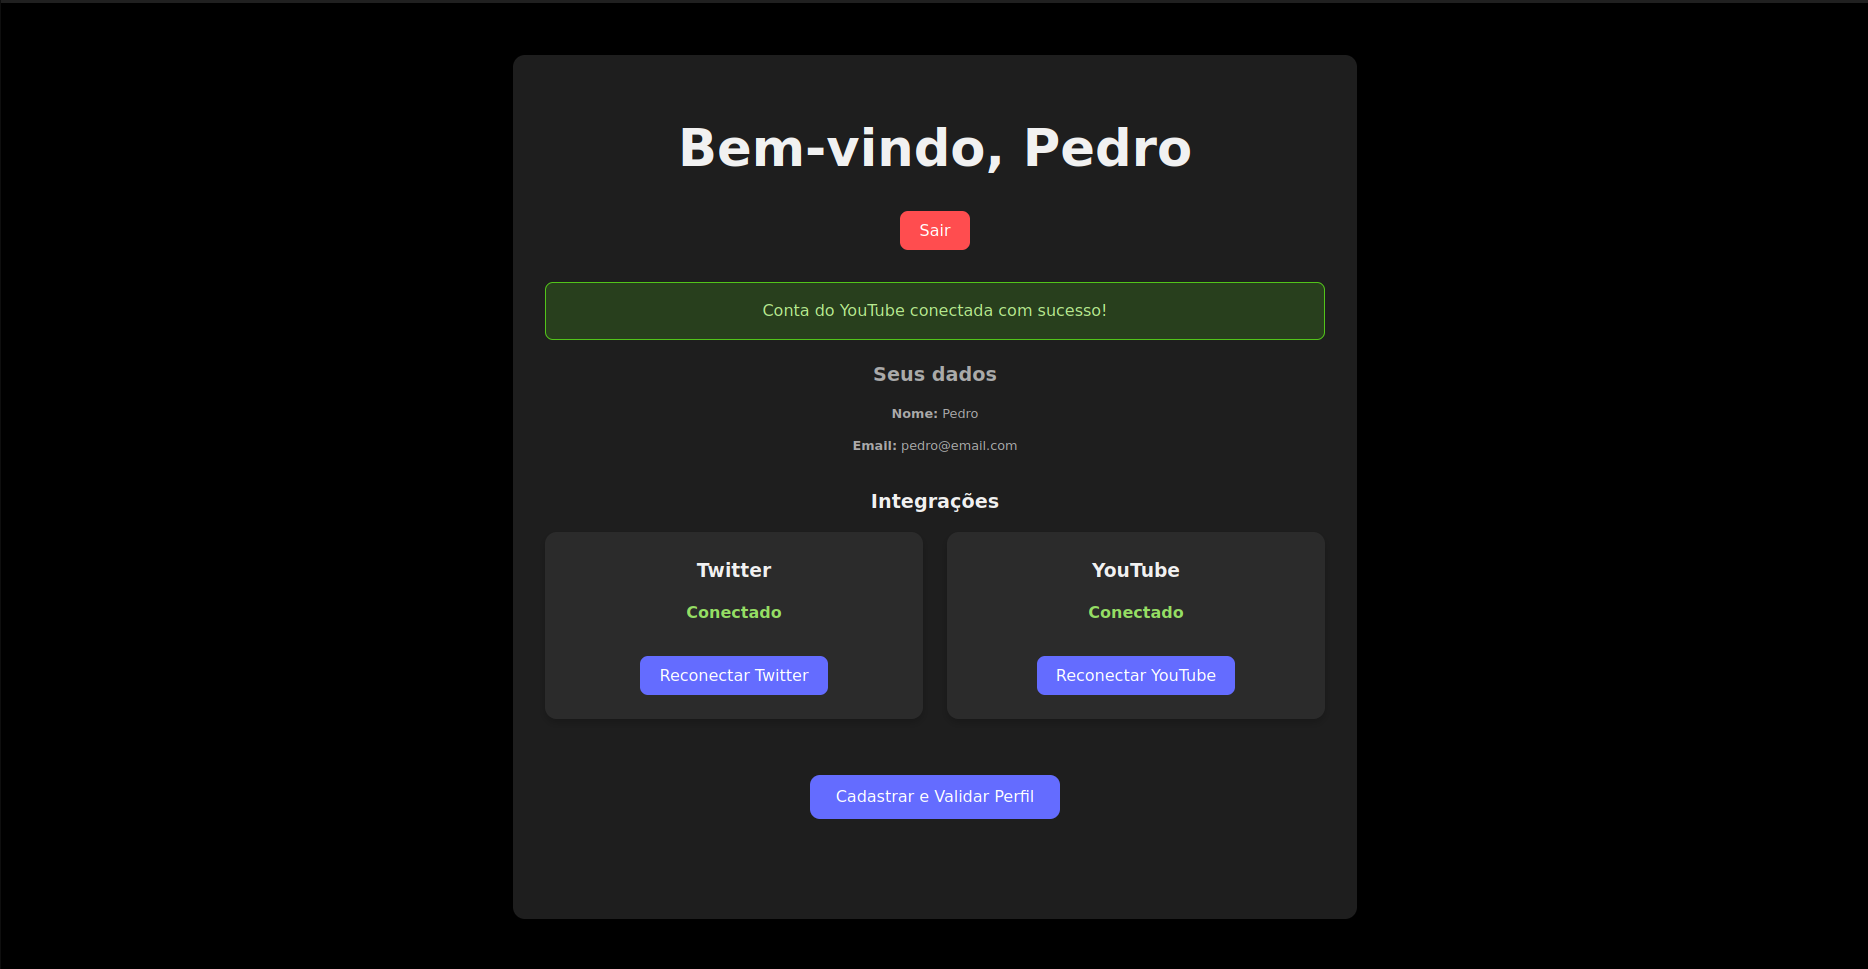 Bem-vindo, Pedro
Sair
Conta do YouTube conectada com sucesso!
Seus dados
Nome: Pedro
Email: pedro@email.com
Integrações
Twitter
Conectado
Reconectar Twitter
YouTube
Conectado
Reconectar YouTube
Cadastrar e Validar Perfil